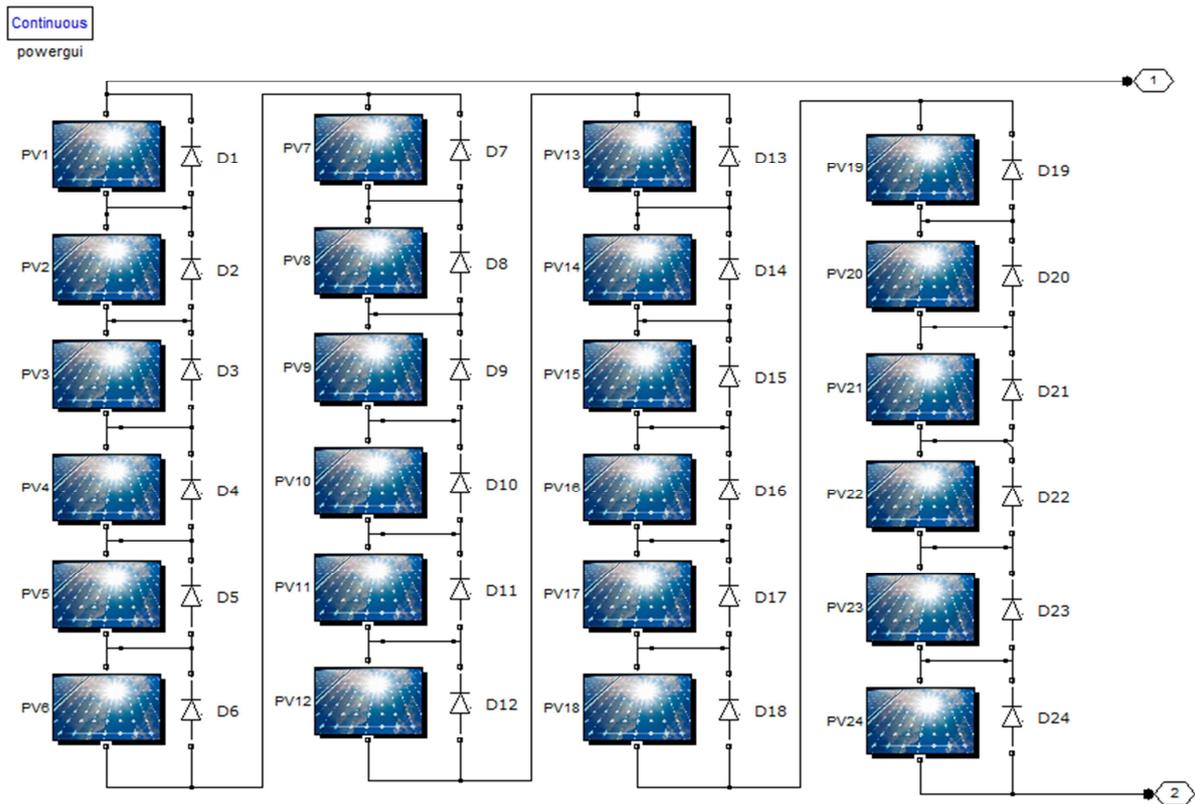 Continuous
powergui
1
PV1 D1 PV7 D7 PV13 D13 PV19 D19
PV2 D2 PV8 D8 PV14 D14 PV20 D20
PV3 D3 PV9 D9 PV15 D15 PV21 D21
PV4 D4 PV10 D10 PV16 D16 PV22 D22
PV5 D5 PV11 D11 PV17 D17 PV23 D23
PV6 D6 PV12 D12 PV18 D18 PV24 D24
2